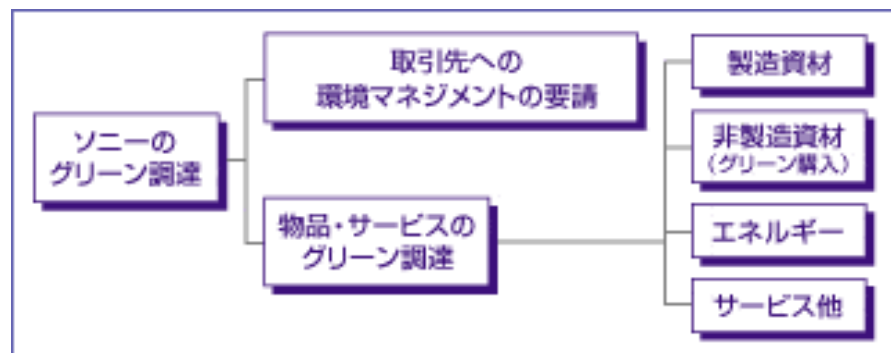 ソニーの
グリーン調達
取引先への
環境マネジメントの要請
物品・サービスの
グリーン調達
製造資材
非製造資材
(グリーン購入)
エネルギー
サービス他